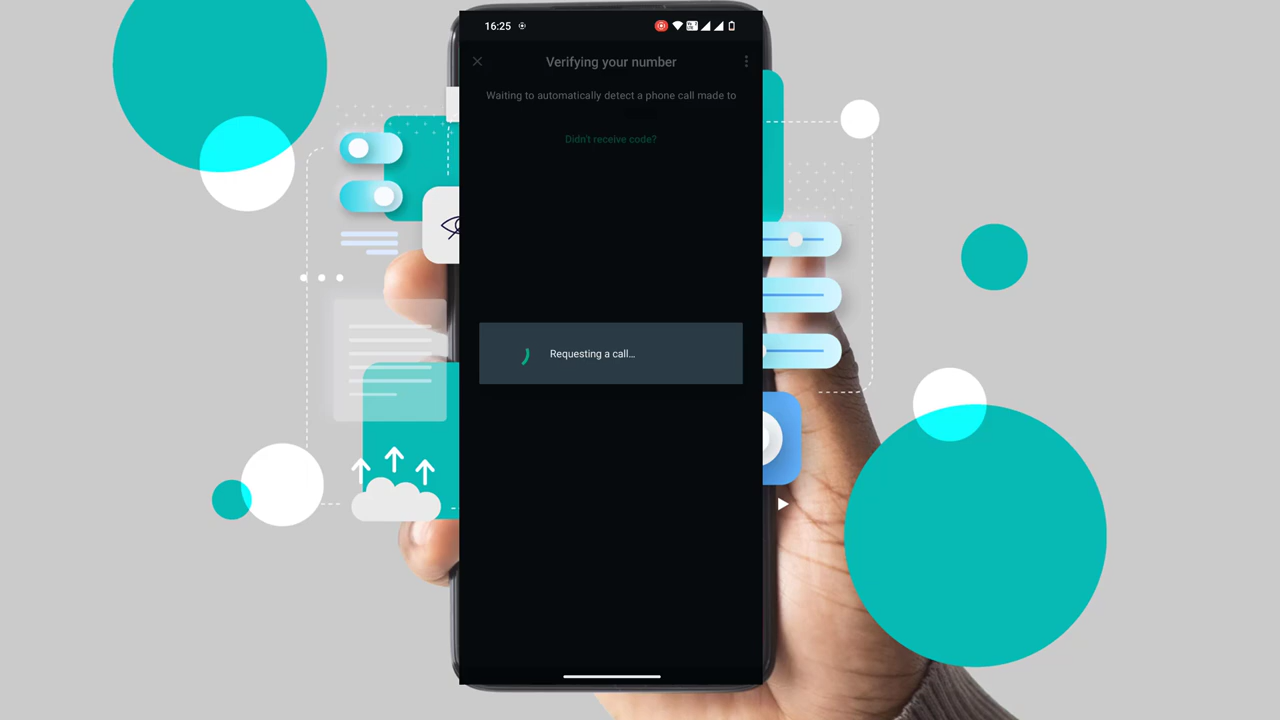 16:25
Verifying your number
Waiting to automatically detect a phone call made to
Didn't receive code?
Requesting a call...